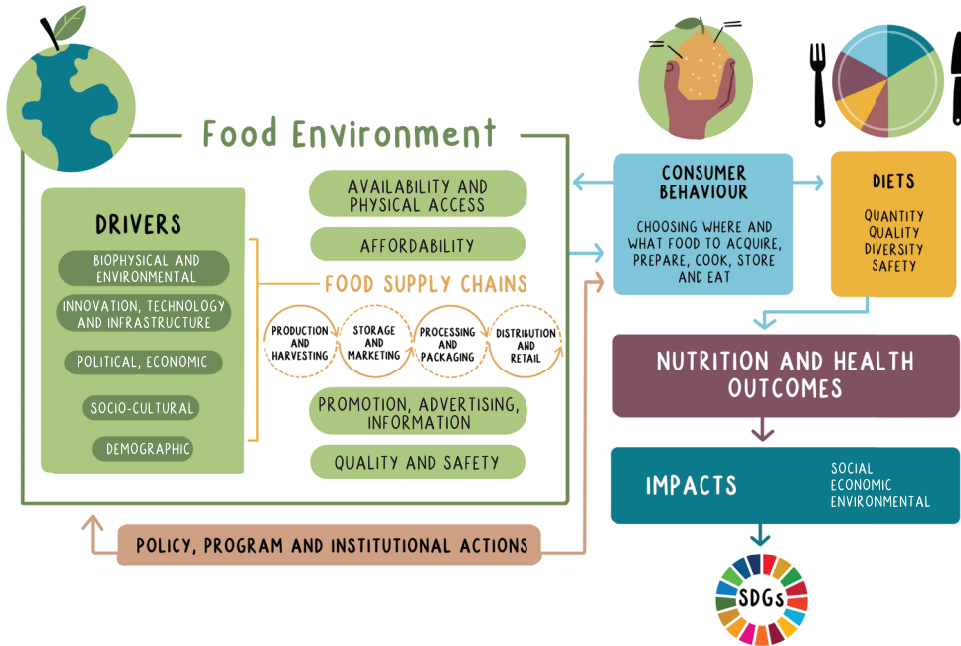 Food Environment
DRIVERS
BIOPHYSICAL AND
ENVIRONMENTAL
INNOVATION, TECHNOLOGY
AND INFRASTRUCTURE
POLITICAL, ECONOMIC
SOCIO-CULTURAL
DEMOGRAPHIC
AVAILABILITY AND
PHYSICAL ACCESS
AFFORDABILITY
FOOD SUPPLY CHAINS
PRODUCTION
AND
HARVESTING
STORAGE
AND
MARKETING
PROCESSING
AND
PACKAGING
DISTRIBUTION
AND
RETAIL
PROMOTION, ADVERTISING,
INFORMATION
QUALITY AND SAFETY
POLICY, PROGRAM AND INSTITUTIONAL ACTIONS
CONSUMER
BEHAVIOUR
CHOOSING WHERE AND
WHAT FOOD TO ACQUIRE,
PREPARE, COOK, STORE
AND EAT
DIETS
QUANTITY
QUALITY
DIVERSITY
SAFETY
NUTRITION AND HEALTH
OUTCOMES
IMPACTS
SOCIAL
ECONOMIC
ENVIRONMENTAL
SDGs